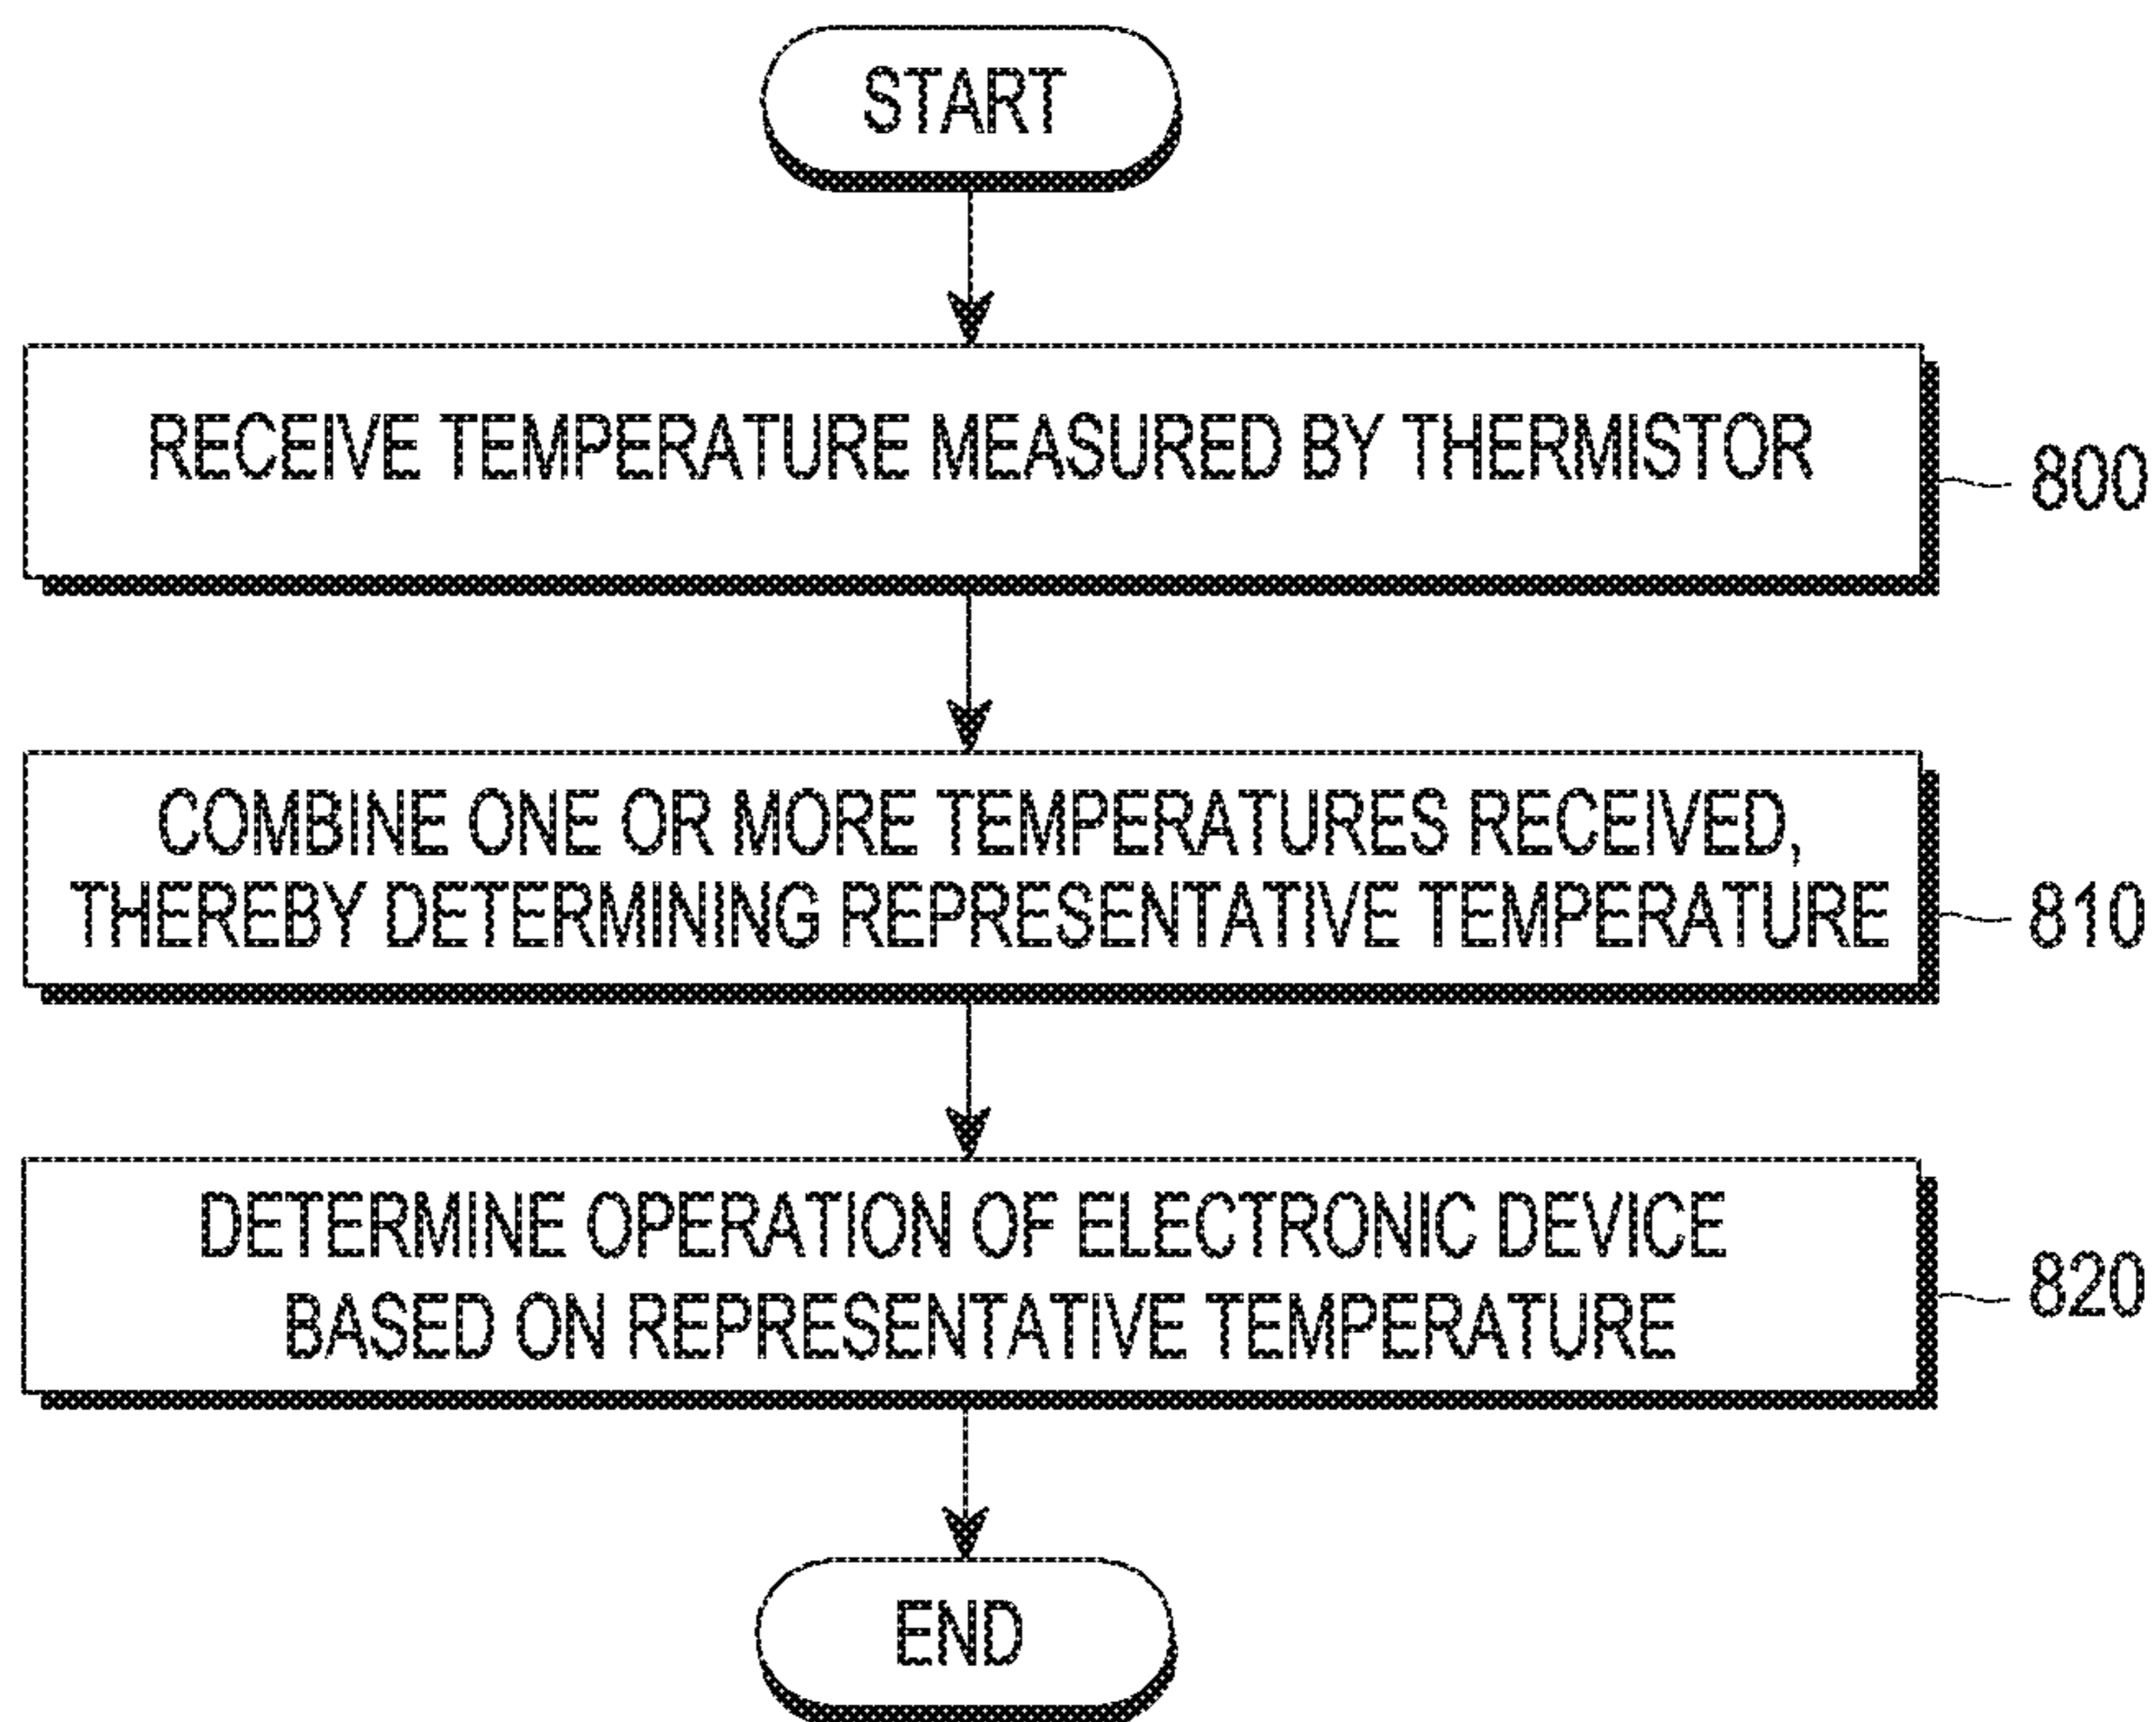 START
RECEIVE TEMPERATURE MEASURED BY THERMISTOR
800
COMBINE ONE OR MORE TEMPERATURES RECEIVED,
THEREBY DETERMINING REPRESENTATIVE TEMPERATURE
810
DETERMINE OPERATION OF ELECTRONIC DEVICE
BASED ON REPRESENTATIVE TEMPERATURE
820
END